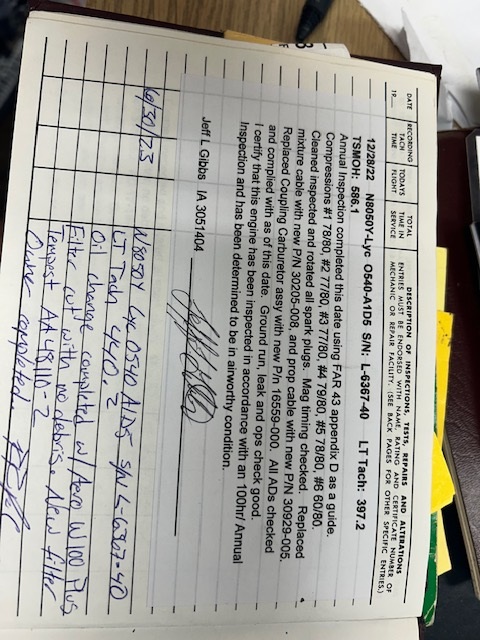 DATE
19
RECORDING
TACH
TIME
TODAYS
FLIGHT
TOTAL
TIME IN
SERVICE
DESCRIPTION OF INSPECTIONS, TESTS, REPAIRS AND ALTERATIONS
ENTRIES MUST BE ENDORSED WITH NAME, RATING AND CERTIFICATE NUMBER OF
MECHANIC OR REPAIR FACILITY. (SEE BACK PAGES FOR OTHER SPECIFIC ENTRIES.)
12/28/22 N8050Y-Lyc O540-A1D5 S/N: L-6367-40 LT Tach: 397.2
TSMOH: 586.1
Annual Inspection completed this date using FAR 43 appendix D as a guide.
Compressions #1 78/80, #2 77/80, #3 77/80, #4 79/80, #5 78/80, #6 60/80.
Cleaned inspected and rotated all spark plugs. Mag timing checked. Replaced
mixture cable with new P/N 30205-008, and prop cable with new P/N 30929-005.
Replaced Coupling Carburetor assy with new P/n 16559-000. All ADs checked
and complied with as of this date. Ground run, leak and ops check good.
I certify that this engine has been inspected in accordance with an 100hr/ Annual
Inspection and has been determined to be in airworthy condition.
Jeff L Gibbs IA 3051404
N8050Y Lyc O540 A1D5 S/N L-6367-40
LT Tach 440.2
Oil change completed w/ Aero W100 Plus,
Filter cut with no debris. New filter
Tempest AA48110-2
Owner completed